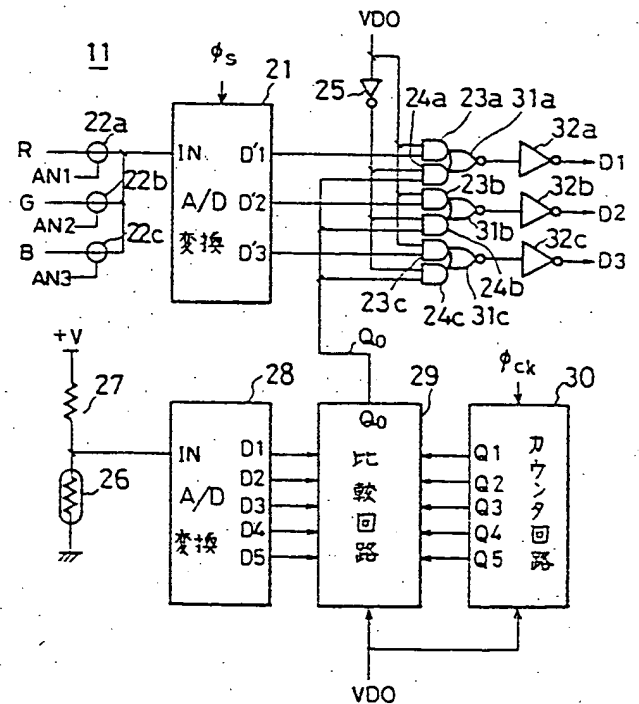 VDO
11
φs
21
25
24a
23a
31a
22a
32a
R
IN
D'1
D1
AN1
22b
23b
32b
G
A/D
D'2
D2
AN2
22c
変換
31b
32c
B
D'3
D3
AN3
24b
23c
24c
31c
+V
Q0
φck
27
28
29
30
Q0
IN
D1
比較回路
Q1
カウンタ回路
26
A/D
D2
Q2
D3
Q3
変換
D4
Q4
D5
Q5
VDO